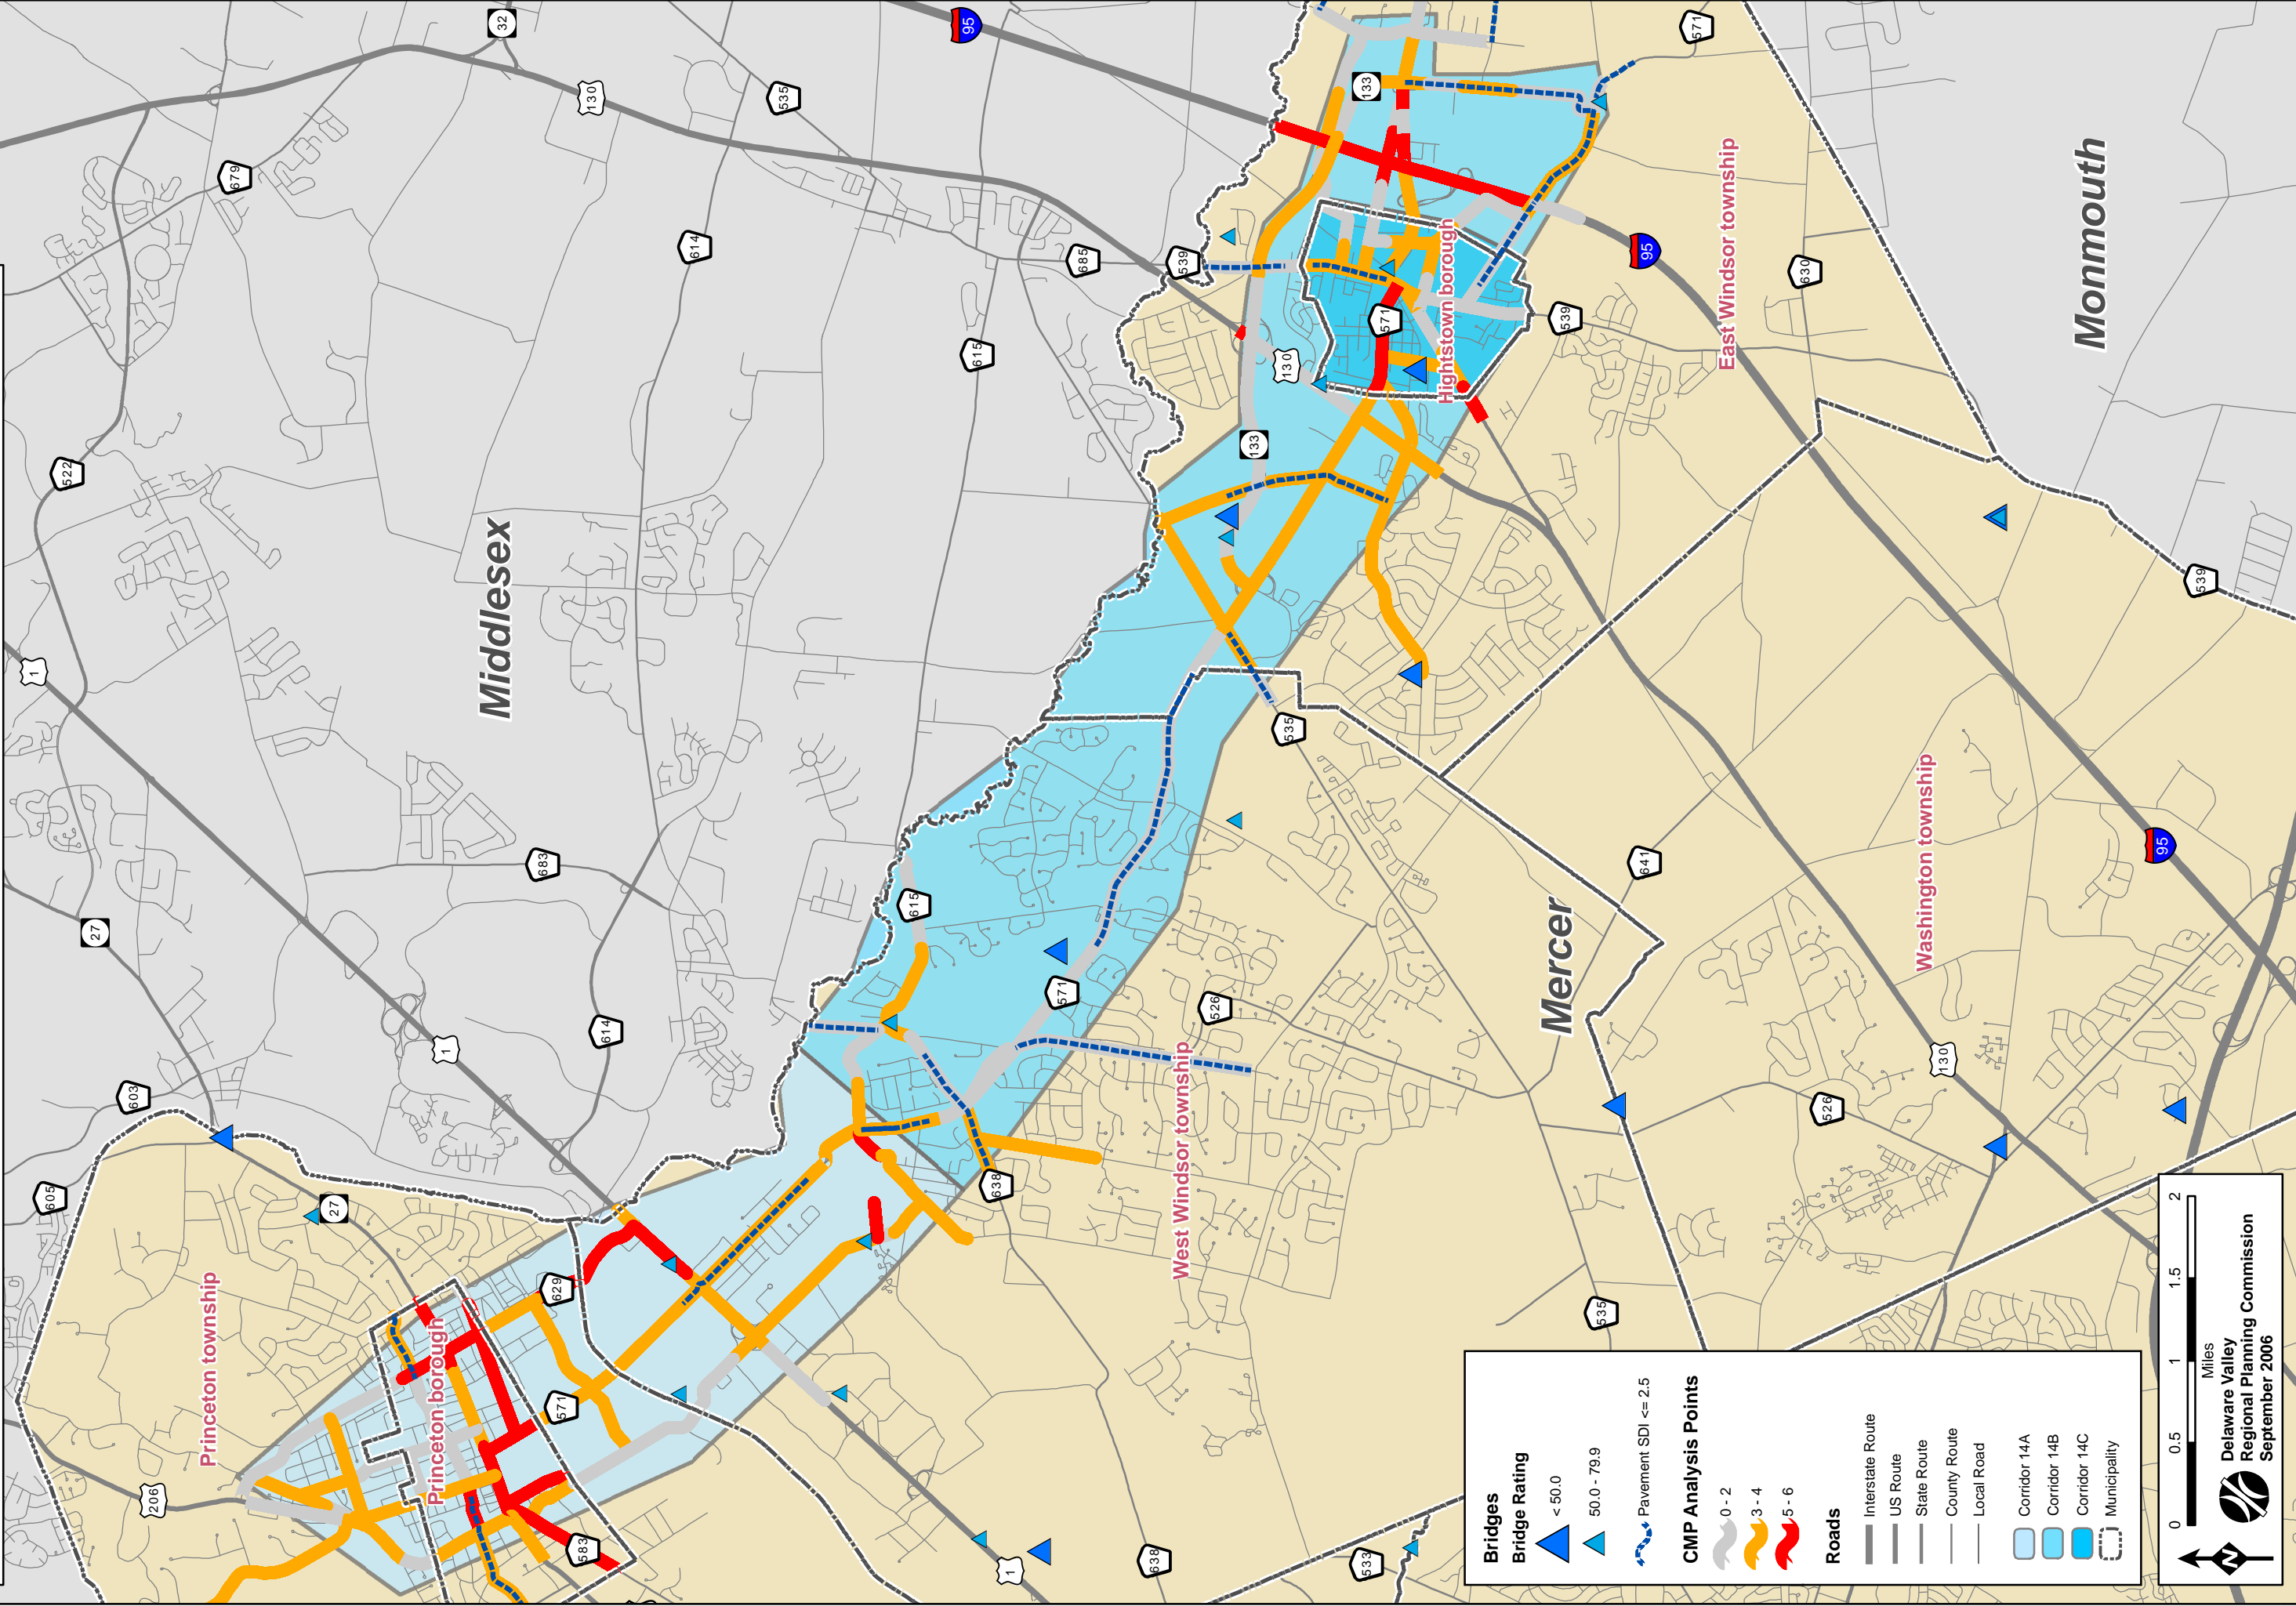 32
95
130
535
679
614
685
539
615
522
1
Middlesex
683
27
614
1
603
605
27
Princeton township
206
Princeton borough
629
571
583
133
571
Monmouth
East Windsor township
630
95
539
Hightstown borough
571
130
133
539
535
641
Mercer
Washington township
95
615
571
526
West Windsor township
638
526
130
535
1
638
533
Bridges
Bridge Rating
< 50.0
50.0 - 79.9
Pavement SDI <= 2.5
CMP Analysis Points
0 - 2
3 - 4
5 - 6
Roads
Interstate Route
US Route
State Route
County Route
Local Road
Corridor 14A
Corridor 14B
Corridor 14C
Municipality
0 0.5 1 1.5 2
Miles
N
Delaware Valley
Regional Planning Commission
September 2006